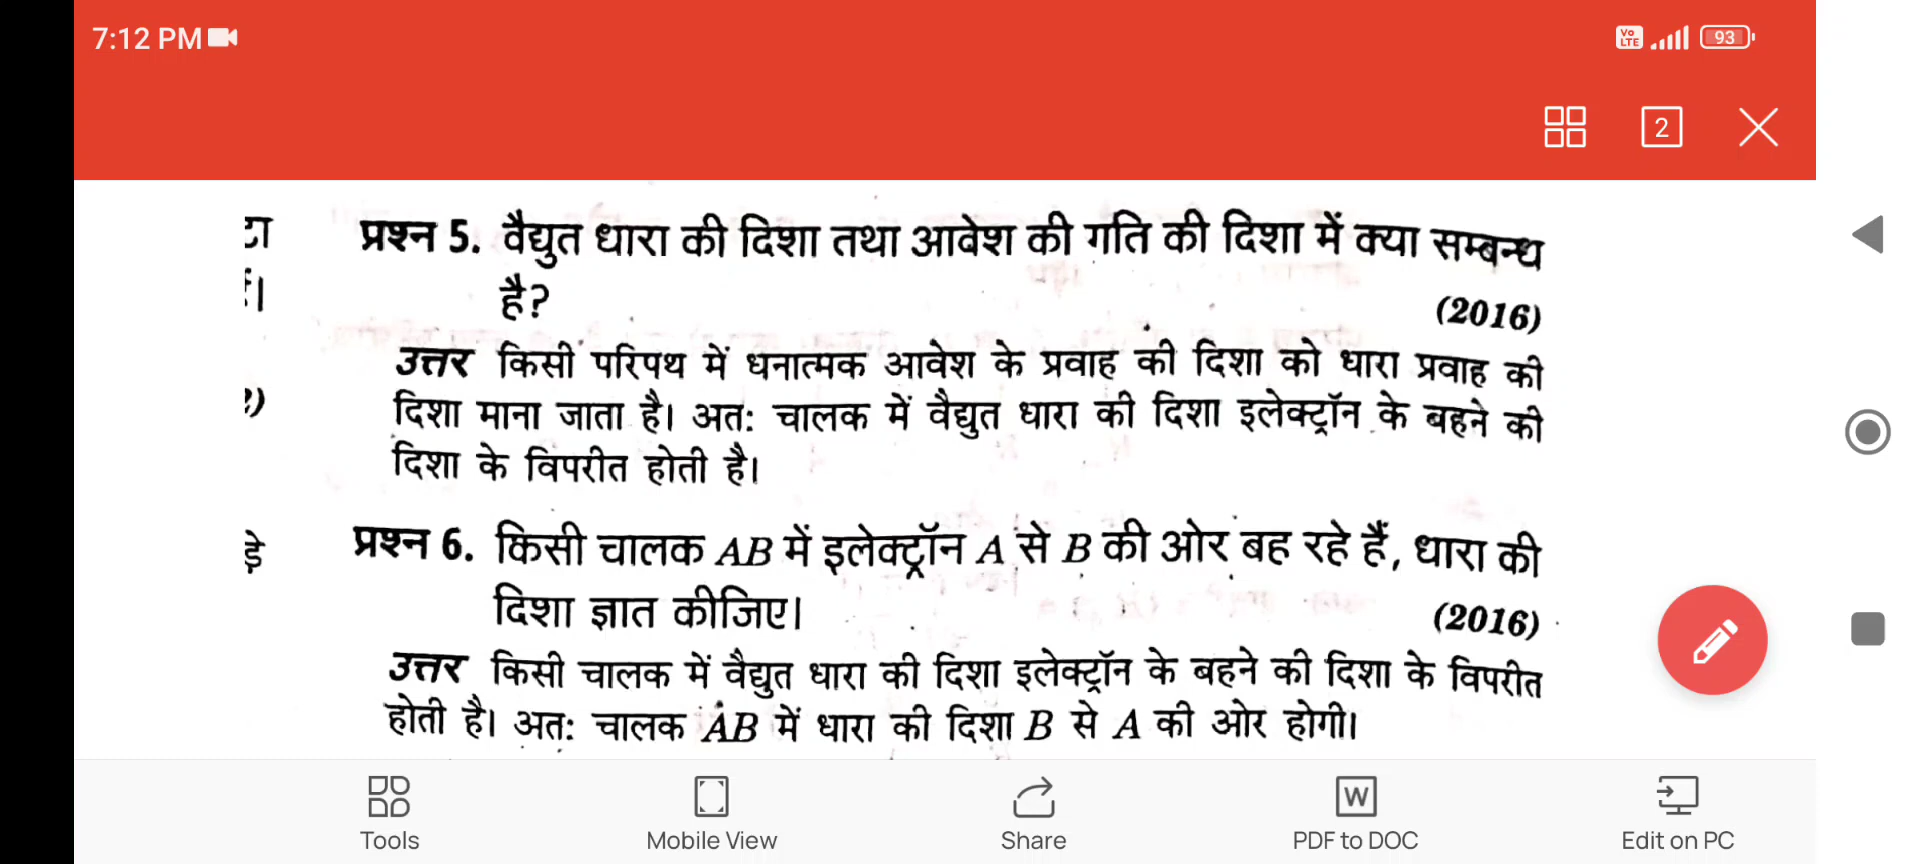 7:12 PM
Vo LTE
93
2
प्रश्न 5. वैद्युत धारा की दिशा तथा आवेश की गति की दिशा में क्या सम्बन्ध
है?
(2016)
उत्तर किसी परिपथ में धनात्मक आवेश के प्रवाह की दिशा को धारा प्रवाह की
दिशा माना जाता है। अत: चालक में वैद्युत धारा की दिशा इलेक्ट्रॉन के बहने की
दिशा के विपरीत होती है।
प्रश्न 6. किसी चालक AB में इलेक्ट्रॉन A से B की ओर बह रहे हैं, धारा की
दिशा ज्ञात कीजिए।
(2016)
उत्तर किसी चालक में वैद्युत धारा की दिशा इलेक्ट्रॉन के बहने की दिशा के विपरीत
होती है। अत: चालक AB में धारा की दिशा B से A की ओर होगी।
Tools
Mobile View
Share
W
PDF to DOC
Edit on PC